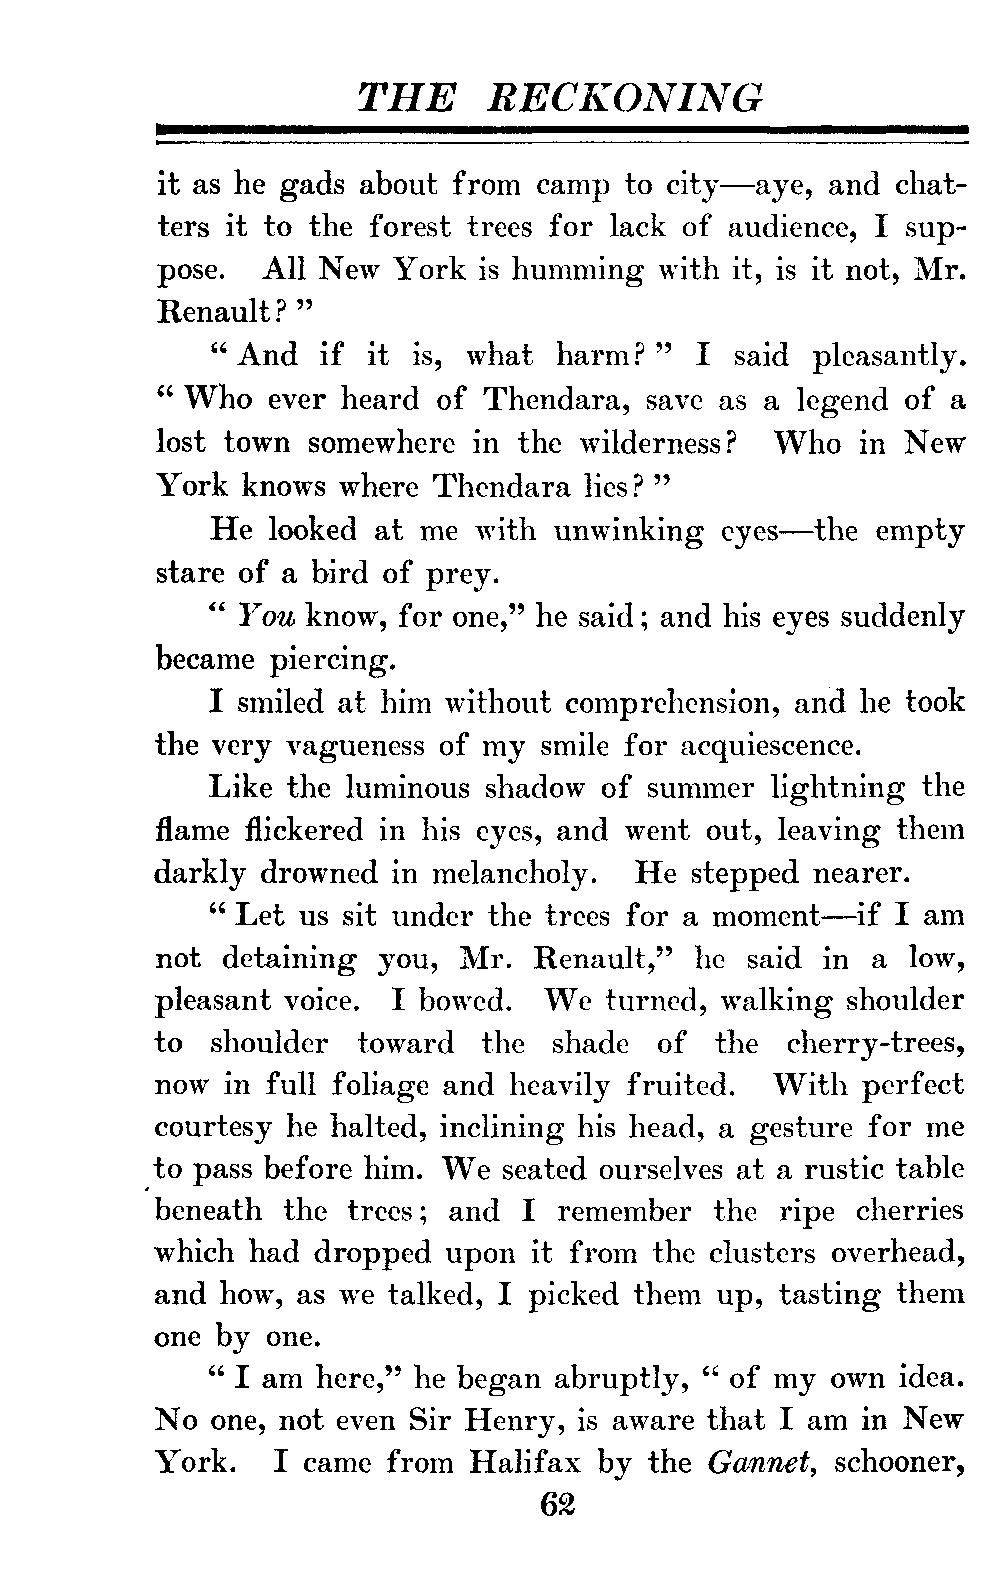 THE RECKONING
it as he gads about from camp to city—aye, and chat-
ters it to the forest trees for lack of audience, I sup-
pose. All New York is humming with it, is it not, Mr.
Renault?”
“And if it is, what harm?” I said pleasantly.
“Who ever heard of Thendara, save as a legend of a
lost town somewhere in the wilderness? Who in New
York knows where Thendara lies?”
He looked at me with unwinking eyes—the empty
stare of a bird of prey.
“You know, for one,” he said; and his eyes suddenly
became piercing.
I smiled at him without comprehension, and he took
the very vagueness of my smile for acquiescence.
Like the luminous shadow of summer lightning the
flame flickered in his eyes, and went out, leaving them
darkly drowned in melancholy. He stepped nearer.
“Let us sit under the trees for a moment—if I am
not detaining you, Mr. Renault,” he said in a low,
pleasant voice. I bowed. We turned, walking shoulder
to shoulder toward the shade of the cherry-trees,
now in full foliage and heavily fruited. With perfect
courtesy he halted, inclining his head, a gesture for me
to pass before him. We seated ourselves at a rustic table
beneath the trees; and I remember the ripe cherries
which had dropped upon it from the clusters overhead,
and how, as we talked, I picked them up, tasting them
one by one.
“I am here,” he began abruptly, “of my own idea.
No one, not even Sir Henry, is aware that I am in New
York. I came from Halifax by the Gannet, schooner,
62